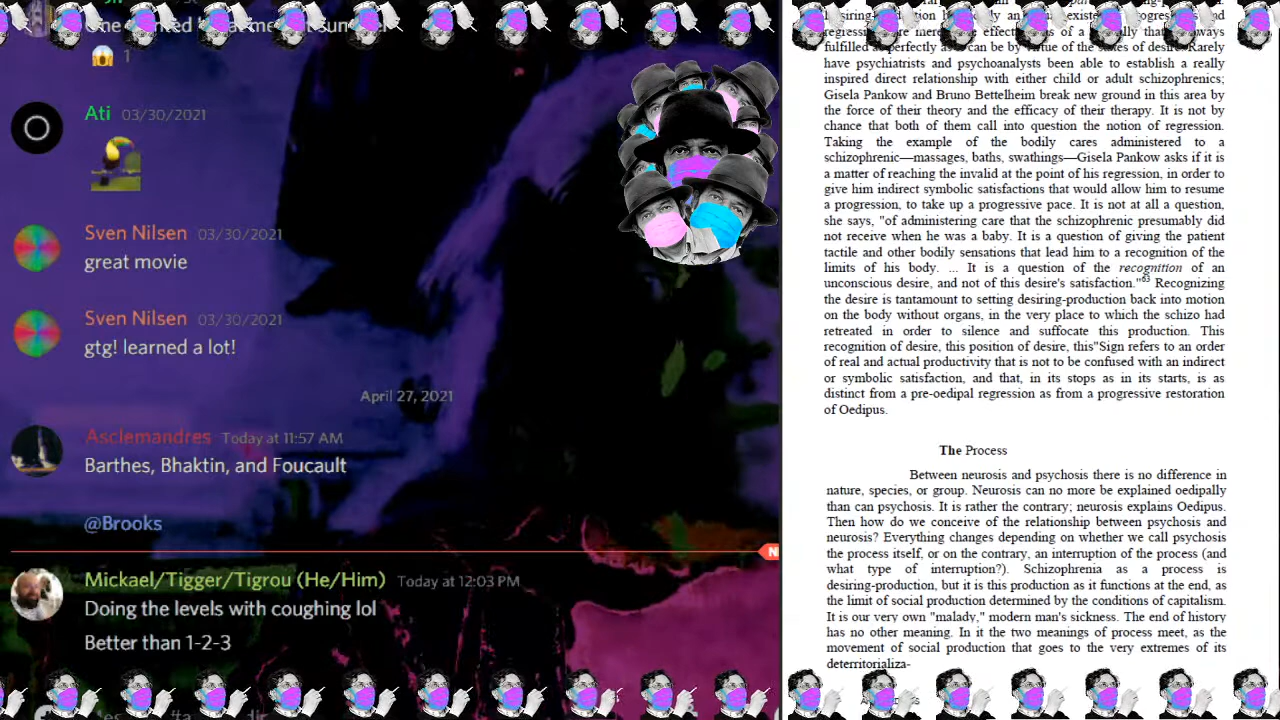 1
Ati 03/30/2021
Sven Nilsen 03/30/2021
great movie
Sven Nilsen 03/30/2021
gtg! learned a lot!
April 27, 2021
Asclemandres Today at 11:57 AM
Barthes, Bhaktin, and Foucault
@Brooks
N
Mickael/Tigger/Tigrou (He/Him) Today at 12:03 PM
Doing the levels with coughing lol
Better than 1-2-3
fulfilled as perfectly as can be by virtue of the states of desire. Rarely
have psychiatrists and psychoanalysts been able to establish a really
inspired direct relationship with either child or adult schizophrenics;
Gisela Pankow and Bruno Bettelheim break new ground in this area by
the force of their theory and the efficacy of their therapy. It is not by
chance that both of them call into question the notion of regression.
Taking the example of the bodily cares administered to a
schizophrenic—massages, baths, swathings—Gisela Pankow asks if it is
a matter of reaching the invalid at the point of his regression, in order to
give him indirect symbolic satisfactions that would allow him to resume
a progression, to take up a progressive pace. It is not at all a question,
she says, "of administering care that the schizophrenic presumably did
not receive when he was a baby. It is a question of giving the patient
tactile and other bodily sensations that lead him to a recognition of the
limits of his body. ... It is a question of the recognition of an
unconscious desire, and not of this desire's satisfaction."63 Recognizing
the desire is tantamount to setting desiring-production back into motion
on the body without organs, in the very place to which the schizo had
retreated in order to silence and suffocate this production. This
recognition of desire, this position of desire, this"Sign refers to an order
of real and actual productivity that is not to be confused with an indirect
or symbolic satisfaction, and that, in its stops as in its starts, is as
distinct from a pre-oedipal regression as from a progressive restoration
of Oedipus.
The Process
Between neurosis and psychosis there is no difference in
nature, species, or group. Neurosis can no more be explained oedipally
than can psychosis. It is rather the contrary; neurosis explains Oedipus.
Then how do we conceive of the relationship between psychosis and
neurosis? Everything changes depending on whether we call psychosis
the process itself, or on the contrary, an interruption of the process (and
what type of interruption?). Schizophrenia as a process is
desiring-production, but it is this production as it functions at the end, as
the limit of social production determined by the conditions of capitalism.
It is our very own "malady," modern man's sickness. The end of history
has no other meaning. In it the two meanings of process meet, as the
movement of social production that goes to the very extremes of its
deterritorializa-